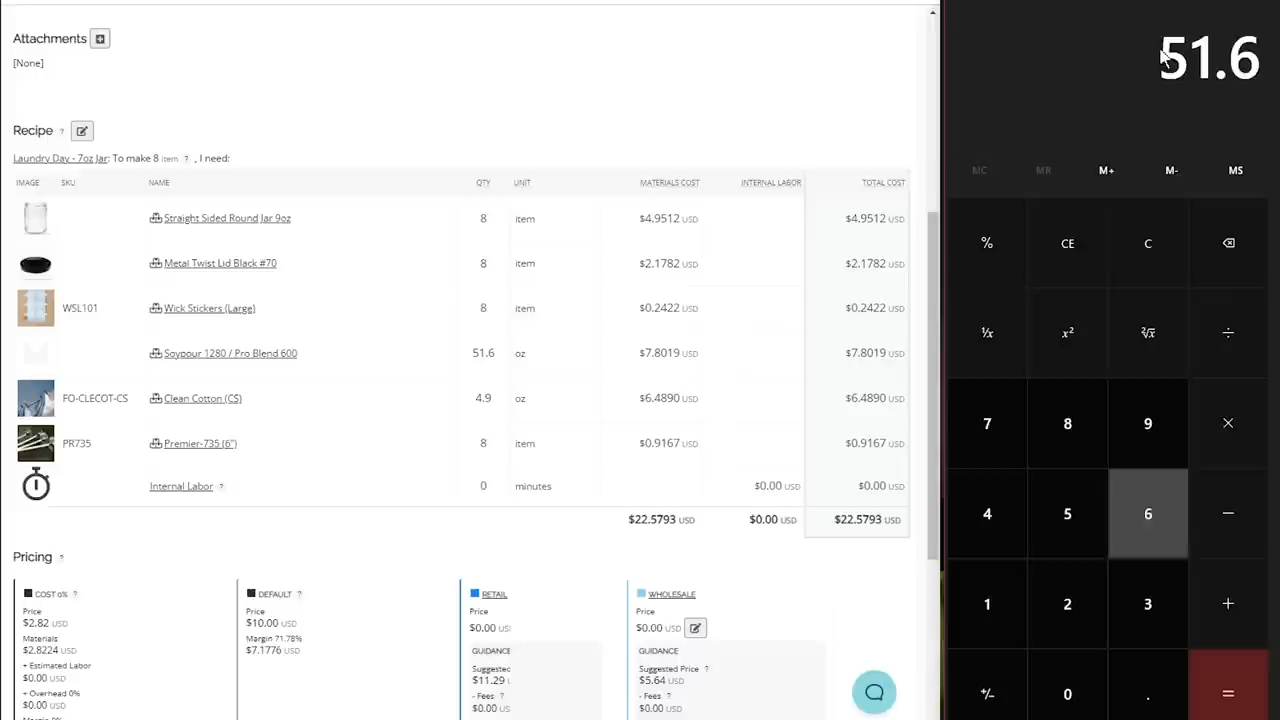 Attachments
[None]
51.6
MC MR M+ M- MS
Recipe ?
Laundry Day - 7oz Jar: To make 8 item ? , I need:
IMAGE SKU NAME QTY UNIT MATERIALS COST INTERNAL LABOR TOTAL COST
Straight Sided Round Jar 9oz 8 item $4.9512 USD $4.9512 USD
Metal Twist Lid Black #70 8 item $2.1782 USD $2.1782 USD
WSL101 Wick Stickers (Large) 8 item $0.2422 USD $0.2422 USD
Soypour 1280 / Pro Blend 600 51.6 oz $7.8019 USD $7.8019 USD
FO-CLECOT-CS Clean Cotton (CS) 4.9 oz $6.4890 USD $6.4890 USD
PR735 Premier-735 (6") 8 item $0.9167 USD $0.9167 USD
Internal Labor ? 0 minutes $0.00 USD $0.00 USD
$22.5793 USD $0.00 USD $22.5793 USD
Pricing ?
COST 0% ?
Price
$2.82 USD
Materials
$2.8224 USD
+ Estimated Labor
$0.00 USD
+ Overhead 0%
$0.00 USD
DEFAULT ?
Price
$10.00 USD
Margin 71.78%
$7.1776 USD
RETAIL
Price
$0.00 US
GUIDANCE
Suggestec
$11.29
- Fees ?
$0.00 US
WHOLESALE
Price
$0.00 USD
GUIDANCE
Suggested Price ?
$5.64 USD
- Fees ?
$0.00 USD
% CE C
⅟x x² ²√x ÷
7 8 9 ×
4 5 6 −
1 2 3 +
+/− 0 . =